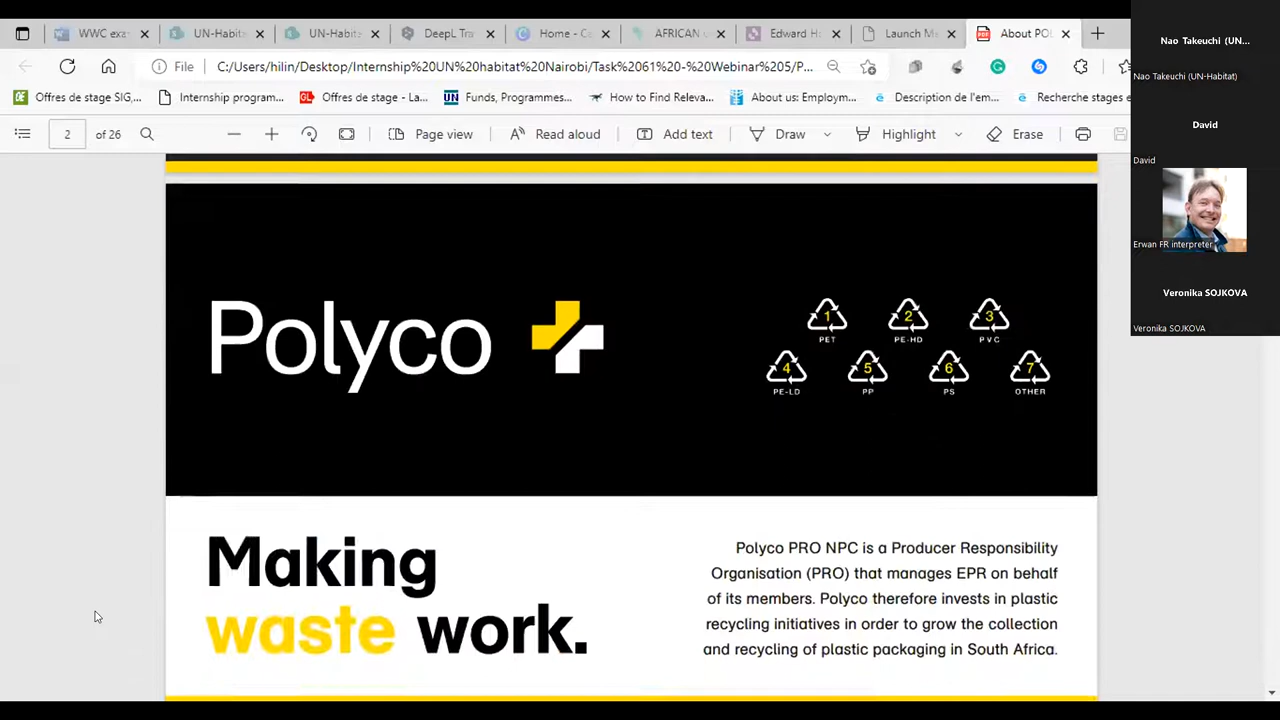 WWC exa
UN-Habita
UN-Habita
DeepL Tra
Home - Ca
AFRICAN u
Edward Ha
Launch Me
About POL
File
C:/Users/hilin/Desktop/Internship%20UN%20habitat%20Nairobi/Task%2061%20-%20Webinar%205/P...
Offres de stage SIG,...
Internship program...
Offres de stage - La...
Funds, Programmes...
How to Find Releva...
About us: Employm...
Description de l'em...
Recherche stages e
2
of 26
Page view
Read aloud
Add text
Draw
Highlight
Erase
Nao Takeuchi (UN...
Nao Takeuchi (UN-Habitat)
David
David
Erwan FR interpreter
Veronika SOJKOVA
Veronika SOJKOVA
Polyco
1 2 3
PET PE-HD PVC
4 5 6 7
PE-LD PP PS OTHER
Making
waste work.
Polyco PRO NPC is a Producer Responsibility
Organisation (PRO) that manages EPR on behalf
of its members. Polyco therefore invests in plastic
recycling initiatives in order to grow the collection
and recycling of plastic packaging in South Africa.